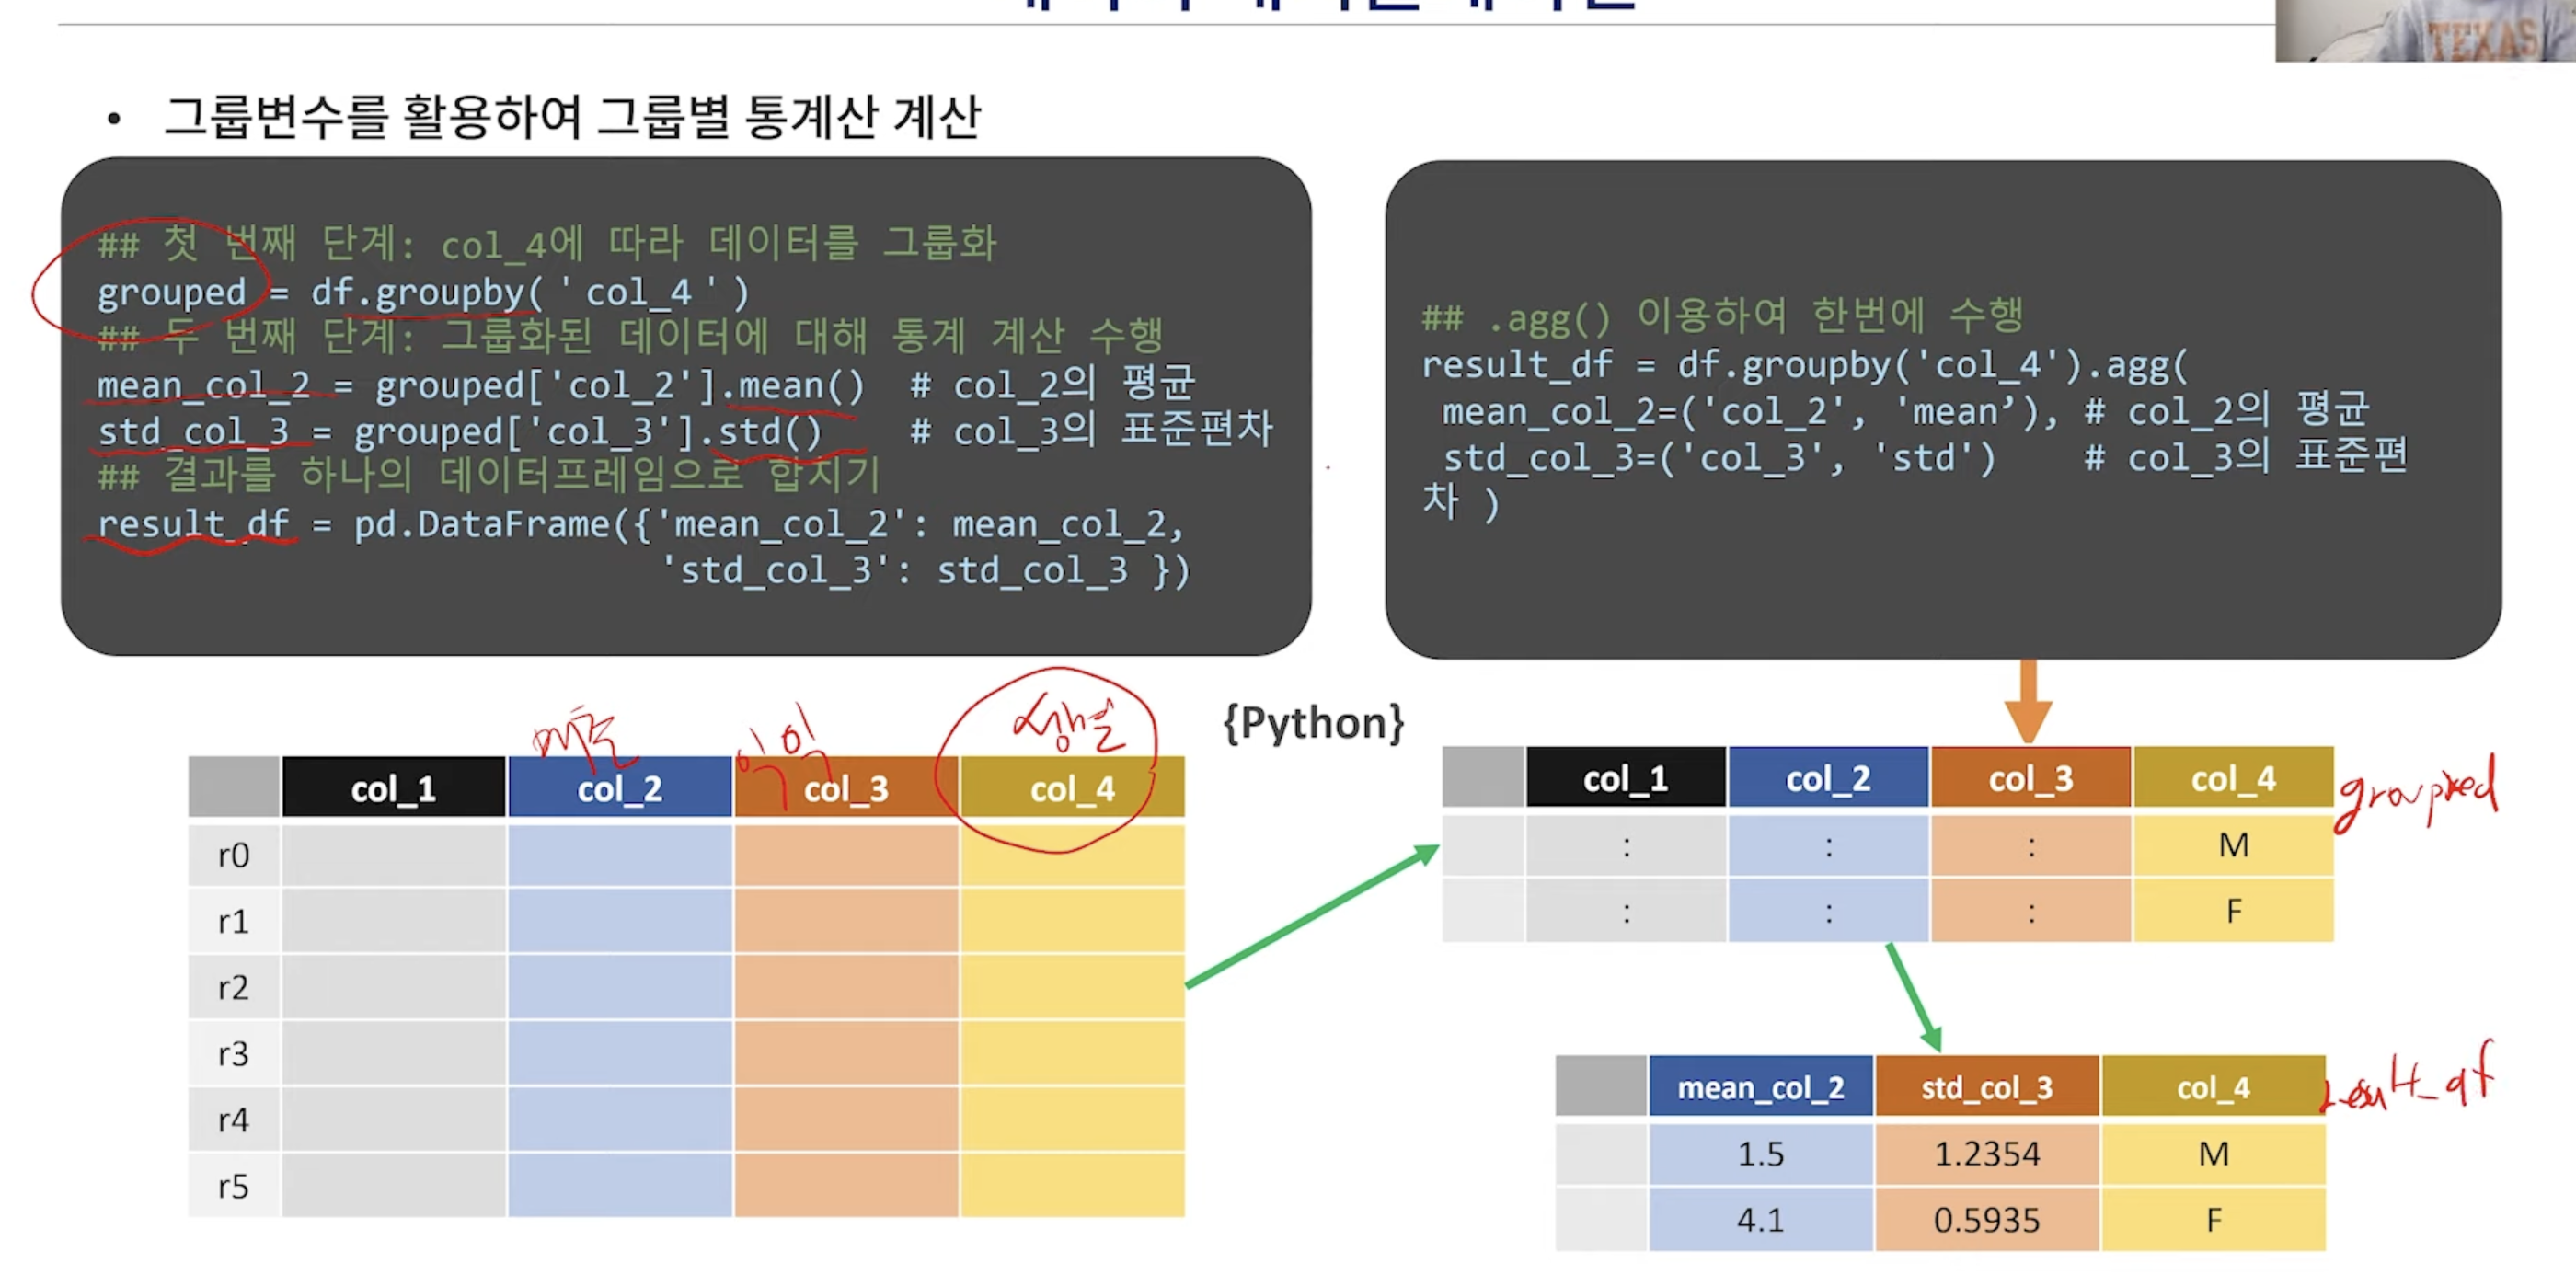 TEXAS
• 그룹변수를 활용하여 그룹별 통계산 계산
## 첫 번째 단계: col_4에 따라 데이터를 그룹화
grouped = df.groupby('col_4')
## 두 번째 단계: 그룹화된 데이터에 대해 통계 계산 수행
mean_col_2 = grouped['col_2'].mean() # col_2의 평균
std_col_3 = grouped['col_3'].std() # col_3의 표준편차
## 결과를 하나의 데이터프레임으로 합치기
result_df = pd.DataFrame({'mean_col_2': mean_col_2,
'std_col_3': std_col_3 })
## .agg() 이용하여 한번에 수행
result_df = df.groupby('col_4').agg(
mean_col_2=('col_2', 'mean’), # col_2의 평균
std_col_3=('col_3', 'std') # col_3의 표준편
차 )
{Python}
매출 이익 성별
col_1 col_2 col_3 col_4
r0
r1
r2
r3
r4
r5
col_1 col_2 col_3 col_4 grouped
: : : M
: : : F
mean_col_2 std_col_3 col_4 result_df
1.5 1.2354 M
4.1 0.5935 F